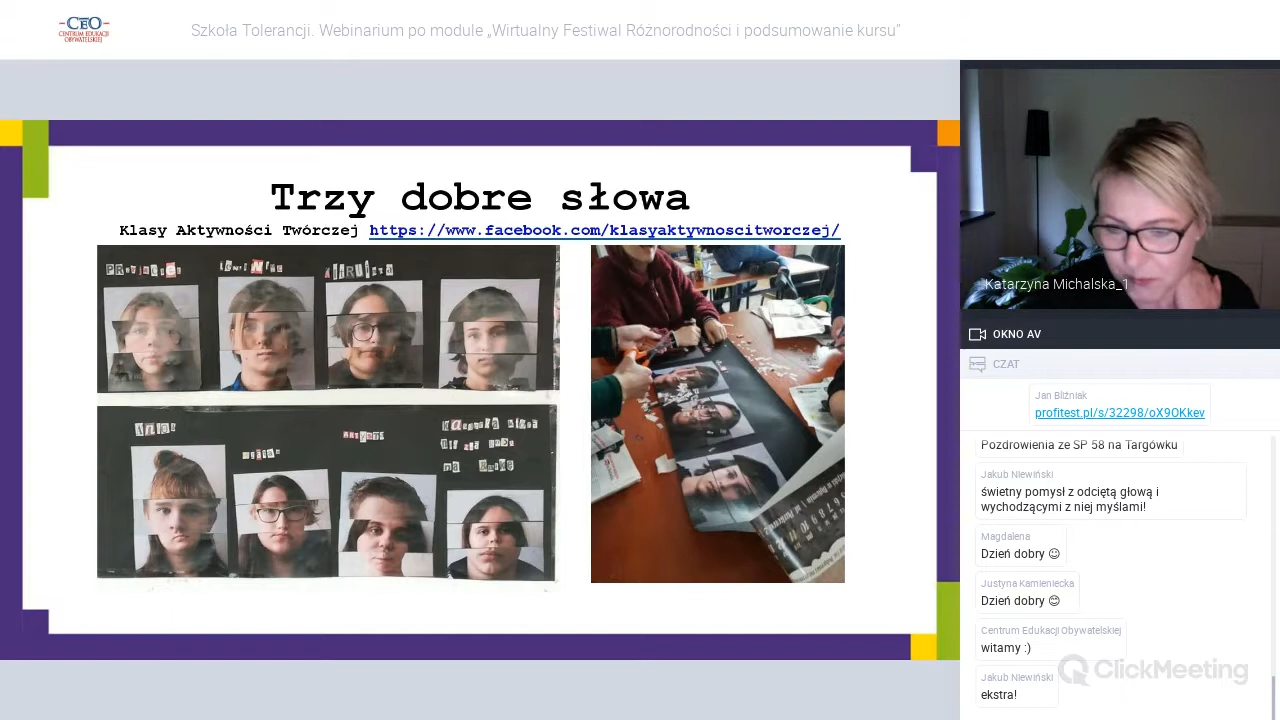 CEO
CENTRUM EDUKACJI
OBYWATELSKIEJ
Szkoła Tolerancji. Webinarium po module „Wirtualny Festiwal Różnorodności i podsumowanie kursu”
Trzy dobre słowa
Klasy Aktywności Twórczej https://www.facebook.com/klasyaktywnoscitworczej/
Katarzyna Michalska_1
OKNO AV
CZAT
Jan Bliźniak
profitest.pl/s/32298/oX9OKkev
Pozdrowienia ze SP 58 na Targówku
Jakub Niewiński
świetny pomysł z odciętą głową i
wychodzącymi z niej myślami!
Magdalena
Dzień dobry 😊
Justyna Kamieniecka
Dzień dobry 😊
Centrum Edukacji Obywatelskiej
witamy :)
Jakub Niewiński
ekstra!
ClickMeeting